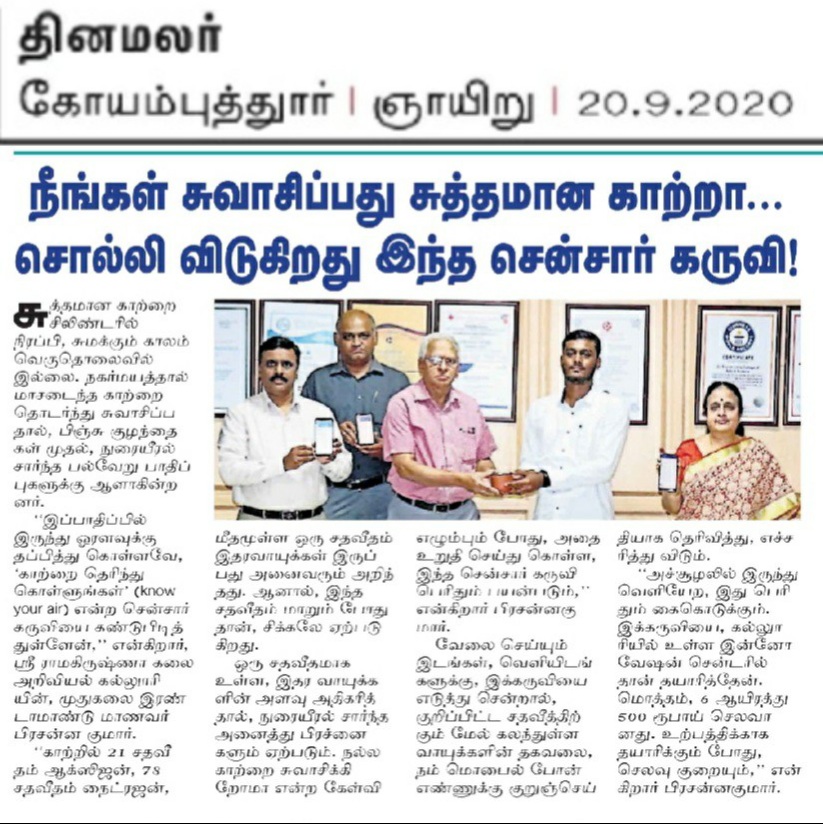 தினமலர்
கோயம்புத்தூர் | ஞாயிறு | 20.9.2020
நீங்கள் சுவாசிப்பது சுத்தமான காற்றா...
சொல்லி விடுகிறது இந்த சென்சார் கருவி!
சுத்தமான காற்றை
சிலிண்டரில்
நிரப்பி, சுமக்கும் காலம்
வெகுதொலைவில்
இல்லை. நகர்மயத்தால்
மாசடைந்த காற்றை
தொடர்ந்து சுவாசிப்ப
தால், பிஞ்சு குழந்தை
கள் முதல், நுரையீரல்
சார்ந்த பல்வேறு பாதிப்
புகளுக்கு ஆளாகின்ற
னர்.
"இப்பாதிப்பில்
இருந்து ஓரளவுக்கு
தப்பித்து கொள்ளவே,
'காற்றை தெரிந்து
கொள்ளுங்கள்' (know
your air) என்ற சென்சார்
கருவியை கண்டுபிடித்
துள்ளேன்,'' என்கிறார்,
ஸ்ரீ ராமகிருஷ்ணா கலை
அறிவியல் கல்லூரி
யின், முதுகலை இரண்
டாமாண்டு மாணவர்
பிரசன்ன குமார்.
"காற்றில் 21 சதவீ
தம் ஆக்ஸிஜன், 78
சதவீதம் நைட்ரஜன்,
மீதமுள்ள ஒரு சதவீதம்
இதரவாயுக்கள் இருப்
பது அனைவரும் அறிந்
தது. ஆனால், இந்த
சதவீதம் மாறும் போது
தான், சிக்கலே ஏற்படு
கிறது.
ஒரு சதவீதமாக
உள்ள, இதர வாயுக்க
ளின் அளவு அதிகரித்
தால், நுரையீரல் சார்ந்த
அனைத்து பிரச்னை
களும் ஏற்படும். நல்ல
காற்றை சுவாசிக்கி
றோமா என்ற கேள்வி
எழும்பும் போது, அதை
உறுதி செய்து கொள்ள,
இந்த சென்சார் கருவி
பெரிதும் பயன்படும்,''
என்கிறார் பிரசன்னகு
மார்.
வேலை செய்யும்
இடங்கள், வெளியிடங்
களுக்கு, இக்கருவியை
எடுத்து சென்றால்,
குறிப்பிட்ட சதவீத்திற்
கும் மேல் கலந்துள்ள
வாயுக்களின் தகவலை,
நம் மொபைல் போன்
எண்ணுக்கு குறுஞ்செய்
தியாக தெரிவித்து, எச்ச
ரித்து விடும்.
"அச்சூழலில் இருந்து
வெளியேற, இது பெரி
தும் கைகொடுக்கும்.
இக்கருவியை, கல்லூ
ரியில் உள்ள இன்னோ
வேஷன் சென்டரில்
தான் தயாரித்தேன்.
மொத்தம், 6 ஆயிரத்து
500 ரூபாய் செலவா
னது. உற்பத்திக்காக
தயாரிக்கும் போது,
செலவு குறையும்,'' என்
கிறார் பிரசன்னகுமார்.